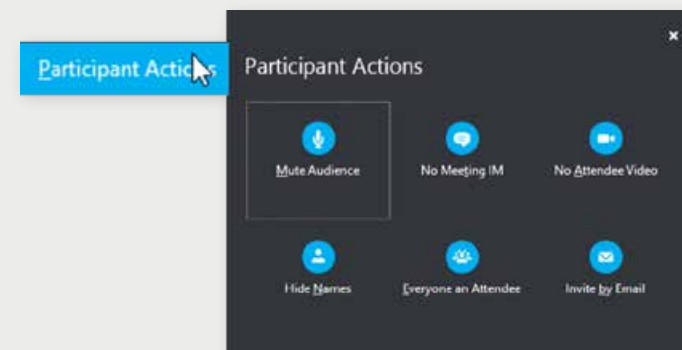 Participant Actions
Participant Actions
Mute Audience
No Meeting IM
No Attendee Video
Hide Names
Everyone an Attendee
Invite by Email